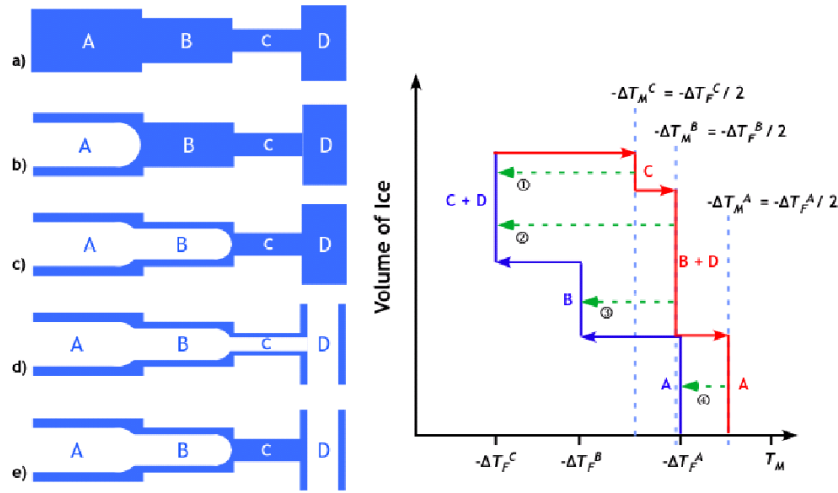 a) A B C D
b) A B C D
c) A B C D
d) A B C D
e) A B C D
Volume of Ice
-ΔT_M^C = -ΔT_F^C / 2
-ΔT_M^B = -ΔT_F^B / 2
-ΔT_M^A = -ΔT_F^A / 2
① C
C + D
②
B + D
B ③
A ④ A
-ΔT_F^C -ΔT_F^B -ΔT_F^A T_M